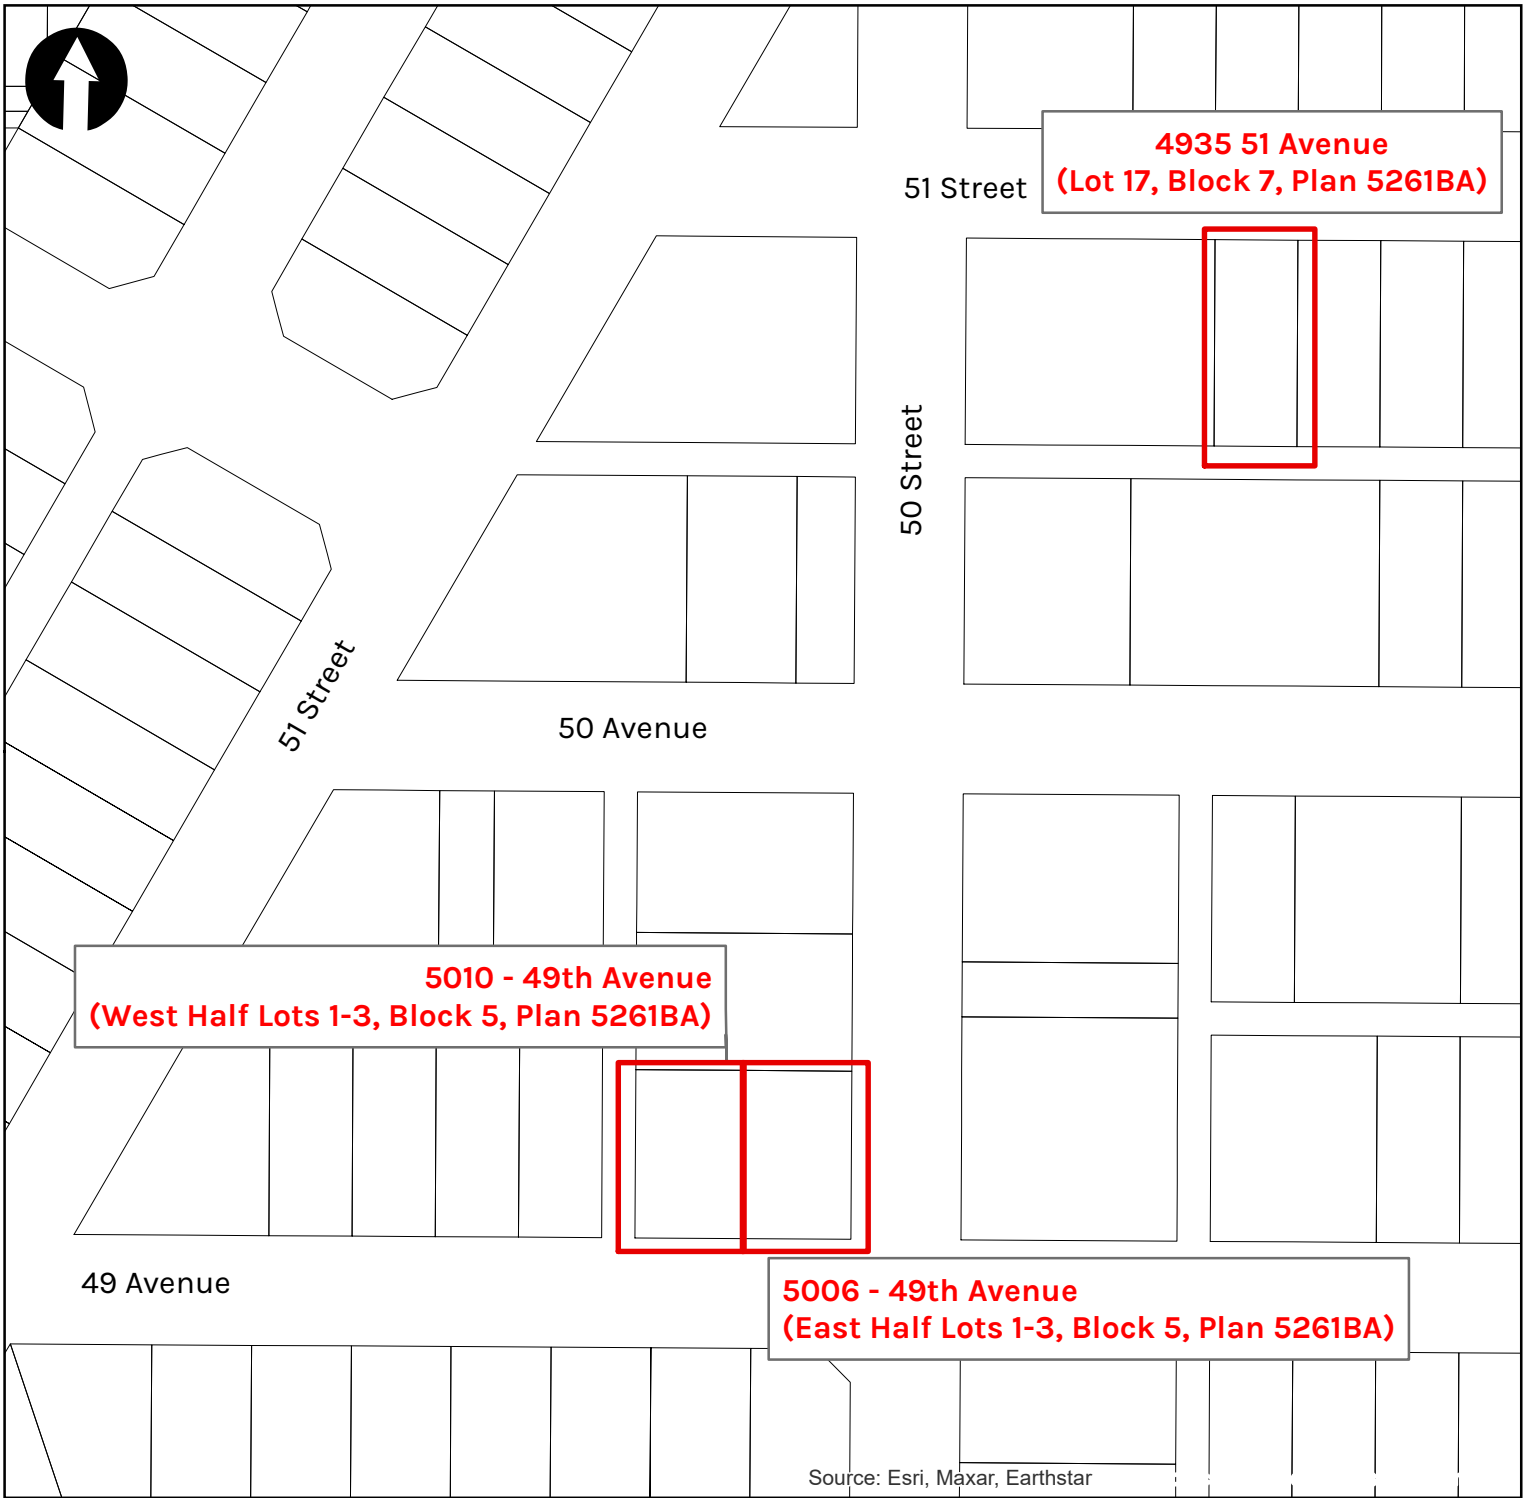 4935 51 Avenue
(Lot 17, Block 7, Plan 5261BA)
51 Street
50 Street
51 Street
50 Avenue
5010 - 49th Avenue
(West Half Lots 1-3, Block 5, Plan 5261BA)
49 Avenue
5006 - 49th Avenue
(East Half Lots 1-3, Block 5, Plan 5261BA)
Source: Esri, Maxar, Earthstar